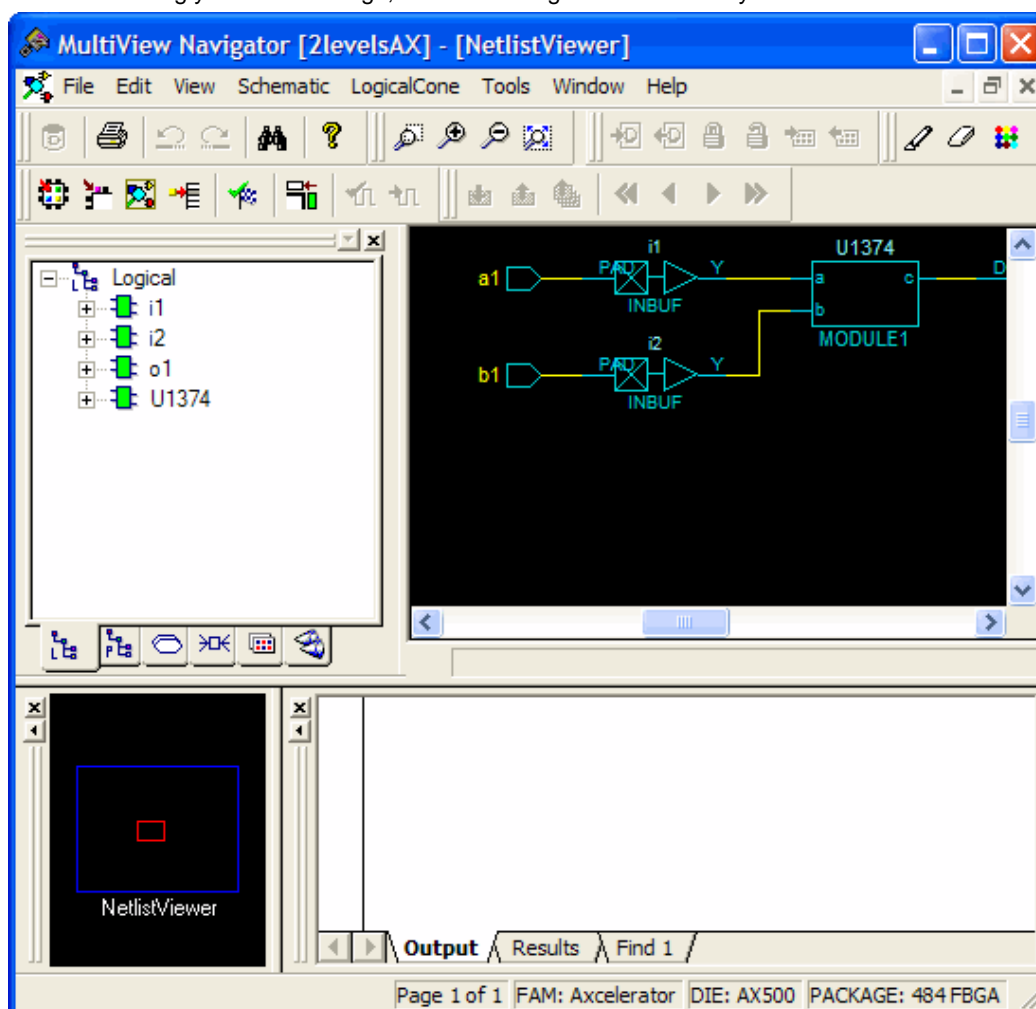 MultiView Navigator [2levelsAX] - [NetlistViewer]
File Edit View Schematic LogicalCone Tools Window Help
Logical
i1
i2
o1
U1374
i1 U1374
a1 PAD Y a c D
INBUF b
i2 MODULE1
b1 PAD Y
INBUF
NetlistViewer
Output Results Find 1
Page 1 of 1 FAM: Axcelerator DIE: AX500 PACKAGE: 484 FBGA